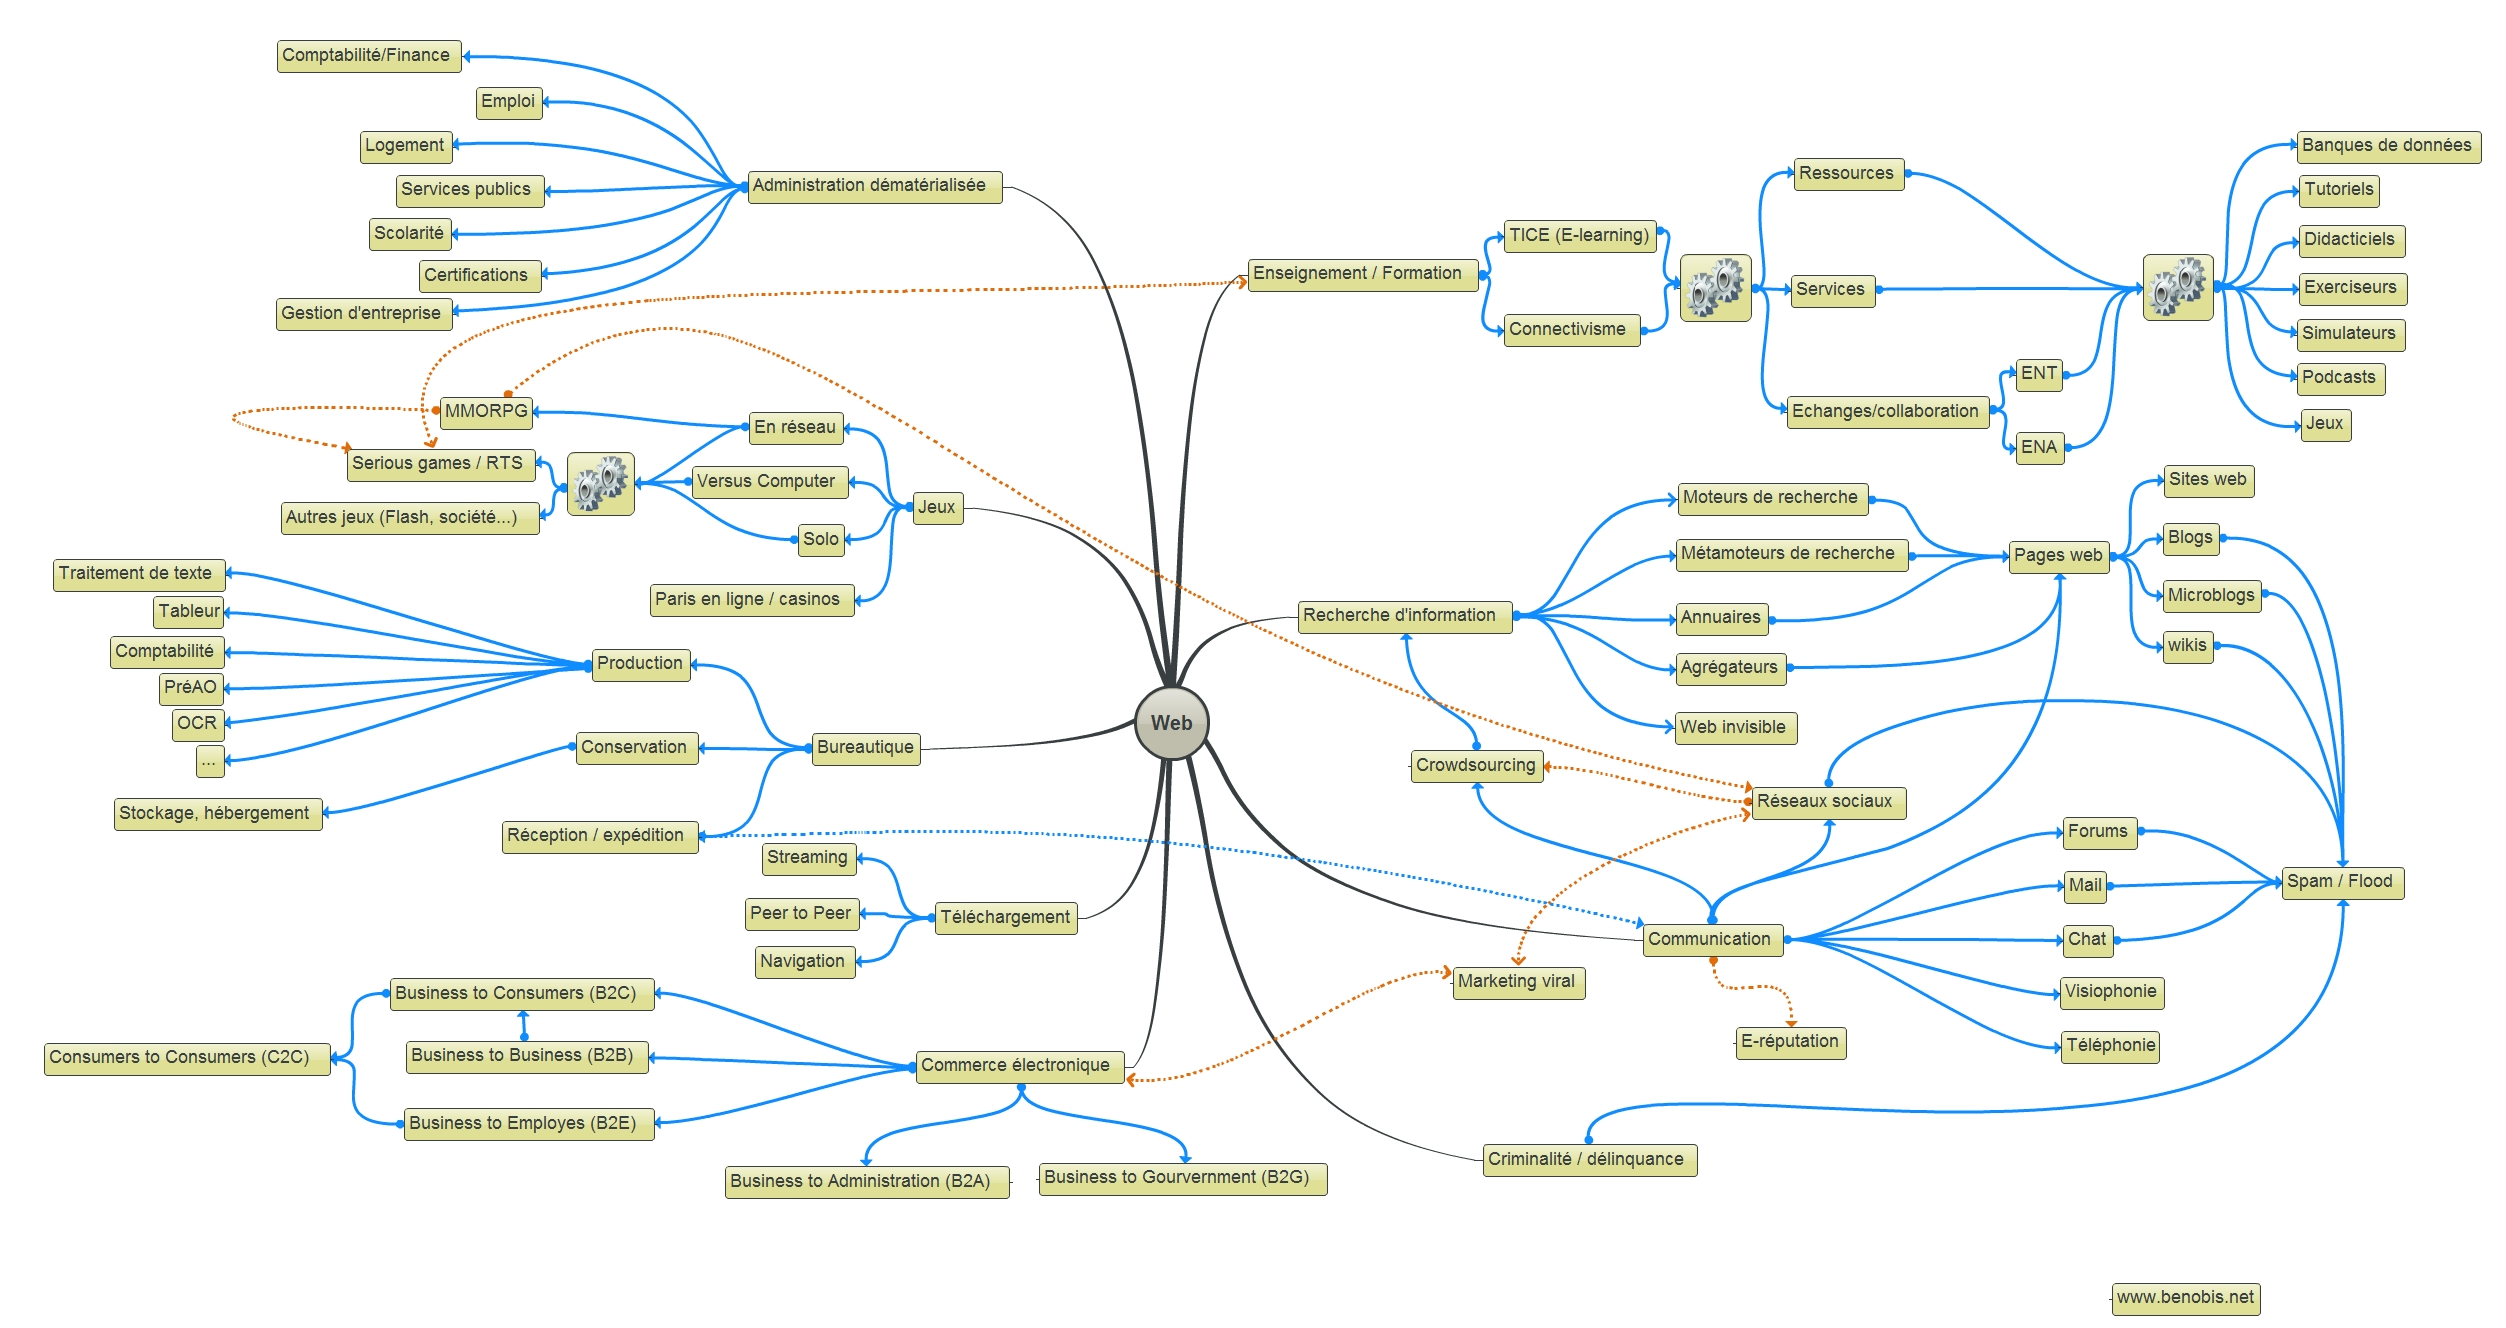 Comptabilité/Finance
Emploi
Logement
Services publics
Scolarité
Certifications
Gestion d'entreprise
Administration dématérialisée
MMORPG
Serious games / RTS
Autres jeux (Flash, société...)
En réseau
Versus Computer
Solo
Paris en ligne / casinos
Jeux
Traitement de texte
Tableur
Comptabilité
PréAO
OCR
...
Production
Conservation
Stockage, hébergement
Réception / expédition
Bureautique
Streaming
Peer to Peer
Navigation
Téléchargement
Business to Consumers (B2C)
Business to Business (B2B)
Consumers to Consumers (C2C)
Business to Employes (B2E)
Commerce électronique
Business to Administration (B2A)
Business to Gourvernment (B2G)
Web
Enseignement / Formation
TICE (E-learning)
Connectivisme
Ressources
Services
Echanges/collaboration
ENT
ENA
Banques de données
Tutoriels
Didacticiels
Exerciseurs
Simulateurs
Podcasts
Jeux
Recherche d'information
Moteurs de recherche
Métamoteurs de recherche
Annuaires
Agrégateurs
Web invisible
Pages web
Sites web
Blogs
Microblogs
wikis
Crowdsourcing
Réseaux sociaux
Forums
Mail
Chat
Visiophonie
Téléphonie
Spam / Flood
Communication
Marketing viral
E-réputation
Criminalité / délinquance
www.benobis.net